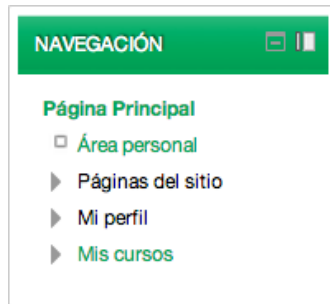 NAVEGACIÓN
Página Principal
Área personal
Páginas del sitio
Mi perfil
Mis cursos